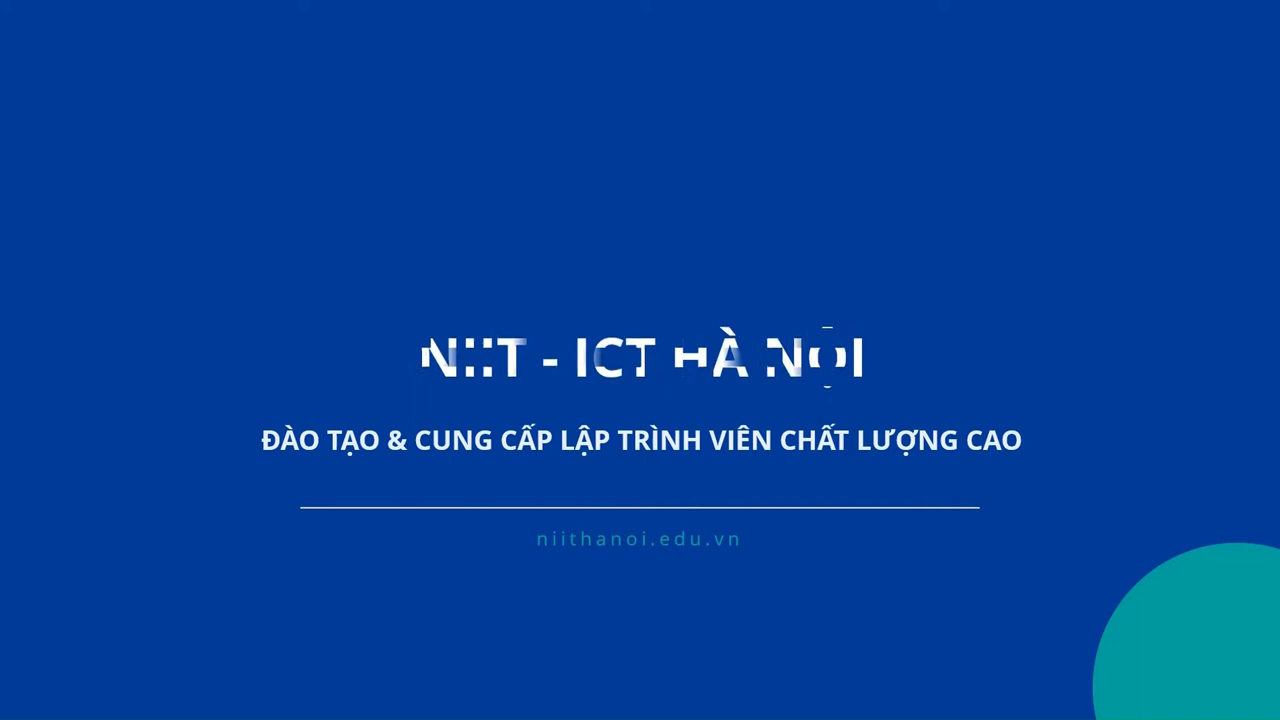 NIIT - ICT HÀ NỘI
ĐÀO TẠO & CUNG CẤP LẬP TRÌNH VIÊN CHẤT LƯỢNG CAO
niithanoi.edu.vn